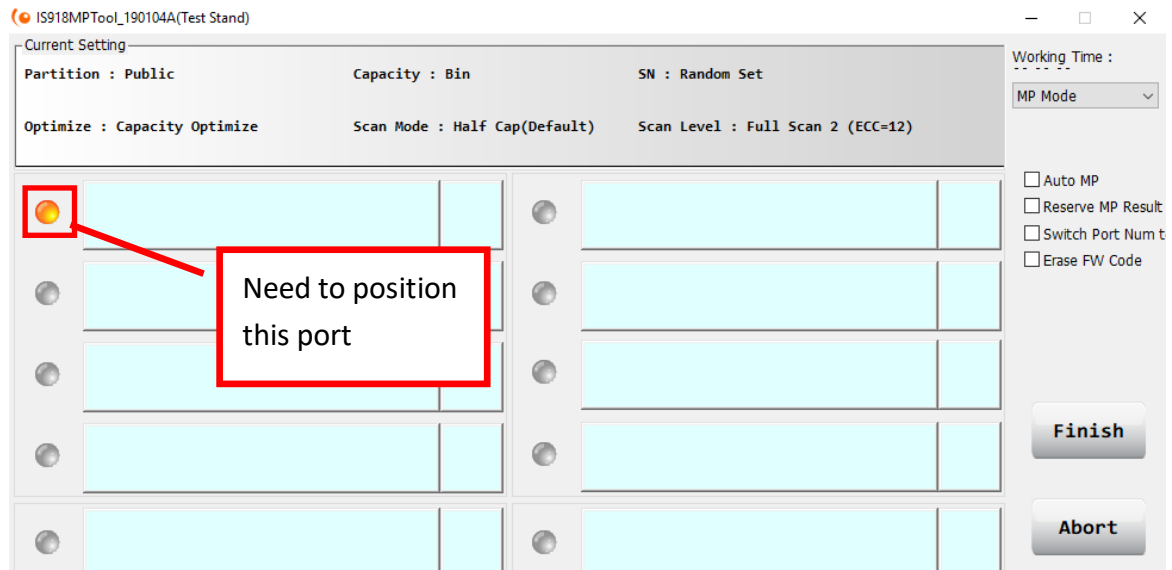 IS918MPTool_190104A(Test Stand)
Current Setting
Partition : Public
Capacity : Bin
SN : Random Set
Optimize : Capacity Optimize
Scan Mode : Half Cap(Default)
Scan Level : Full Scan 2 (ECC=12)
Working Time :
-- -- --
MP Mode
Auto MP
Reserve MP Result
Switch Port Num t
Erase FW Code
Need to position
this port
Finish
Abort